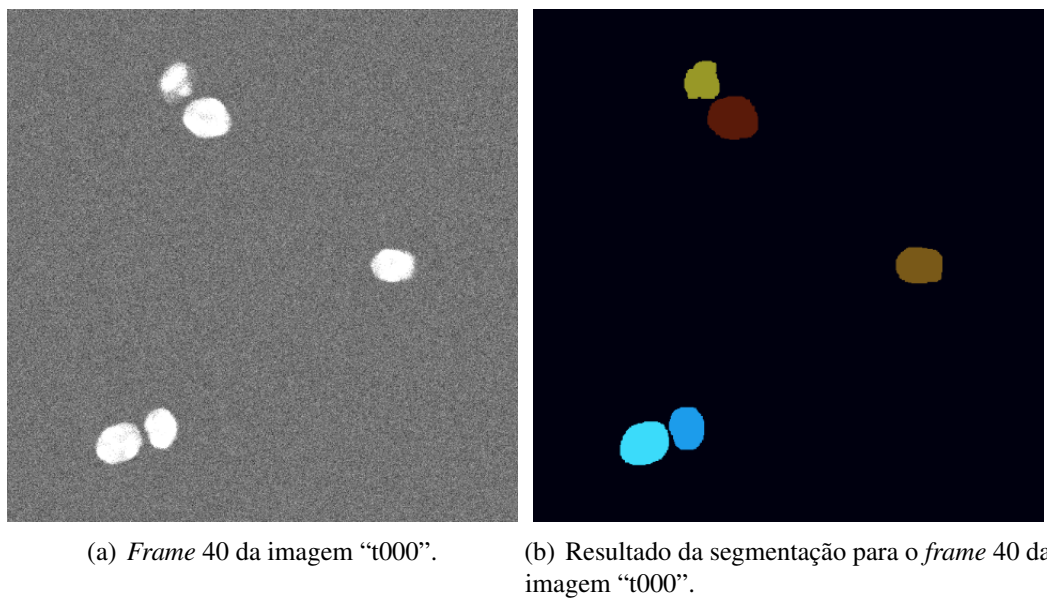 (a) Frame 40 da imagem “t000”.
(b) Resultado da segmentação para o frame 40 da
imagem “t000”.